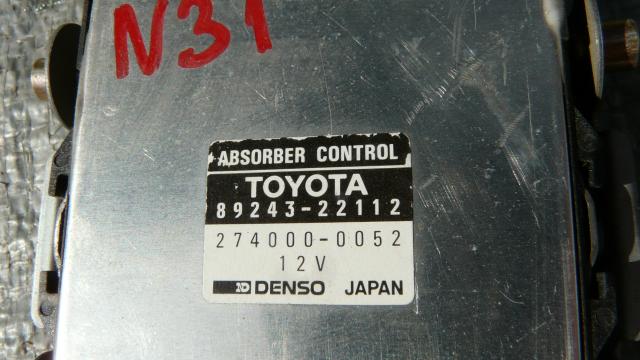 N31
ABSORBER CONTROL
TOYOTA
89243-22112
274000-0052
12V
DENSO JAPAN